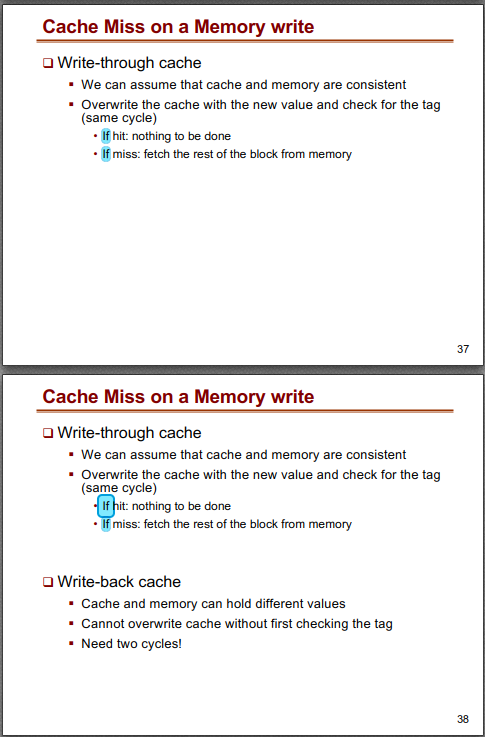 Cache Miss on a Memory write
❑ Write-through cache
▪ We can assume that cache and memory are consistent
▪ Overwrite the cache with the new value and check for the tag
(same cycle)
• If hit: nothing to be done
• If miss: fetch the rest of the block from memory
37
Cache Miss on a Memory write
❑ Write-through cache
▪ We can assume that cache and memory are consistent
▪ Overwrite the cache with the new value and check for the tag
(same cycle)
• If hit: nothing to be done
• If miss: fetch the rest of the block from memory
❑ Write-back cache
▪ Cache and memory can hold different values
▪ Cannot overwrite cache without first checking the tag
▪ Need two cycles!
38